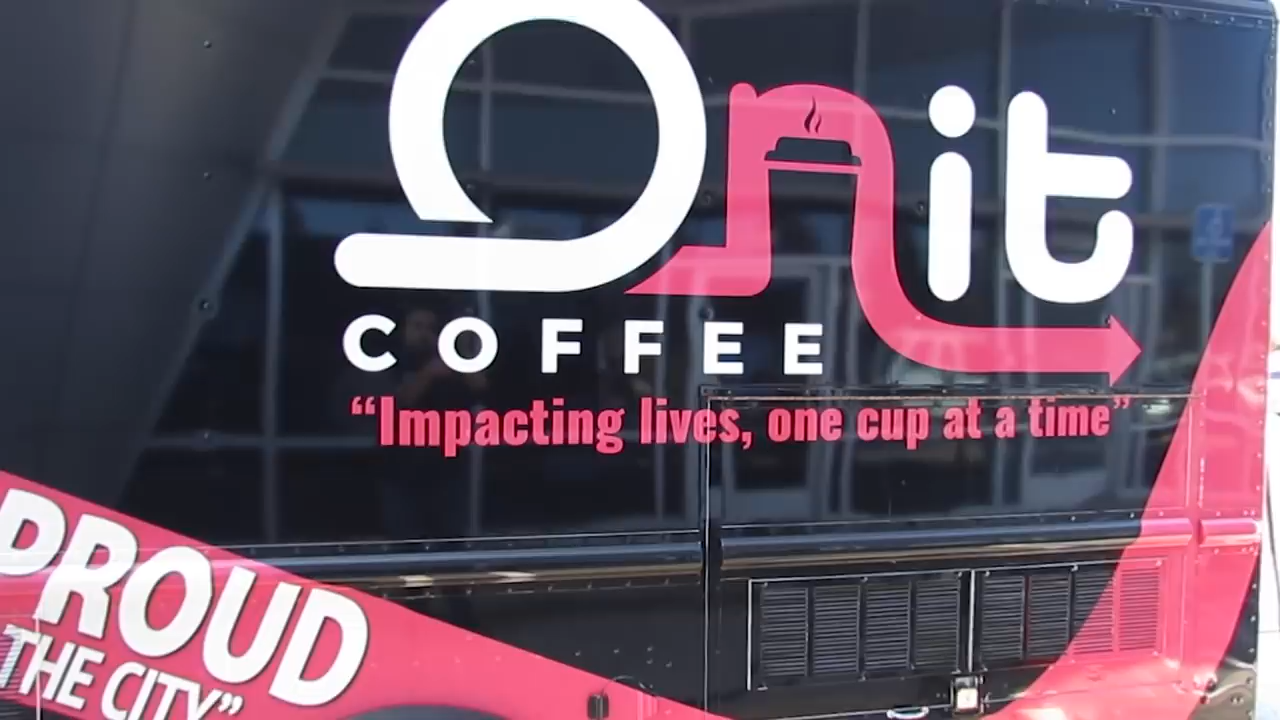 Onit
COFFEE
“Impacting lives, one cup at a time”
PROUD
THE CITY”